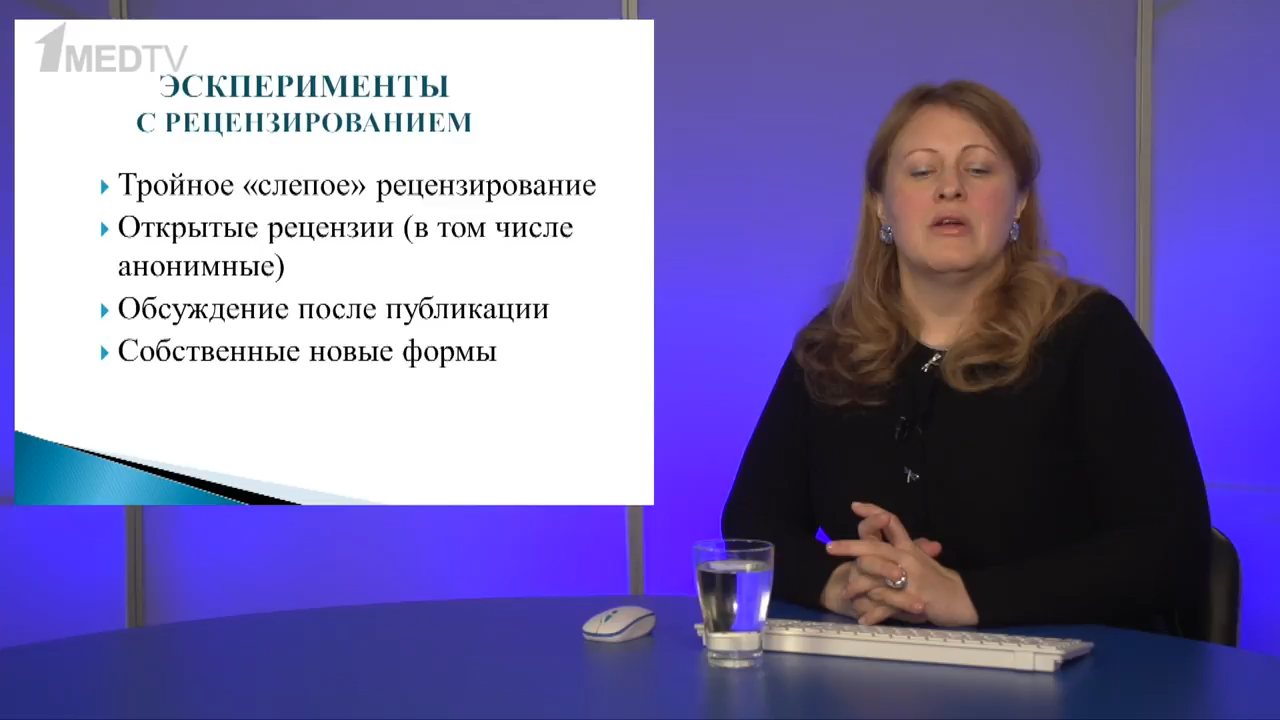 1MEDTV
ЭСКПЕРИМЕНТЫ
С РЕЦЕНЗИРОВАНИЕМ
Тройное «слепое» рецензирование
Открытые рецензии (в том числе
анонимные)
Обсуждение после публикации
Собственные новые формы